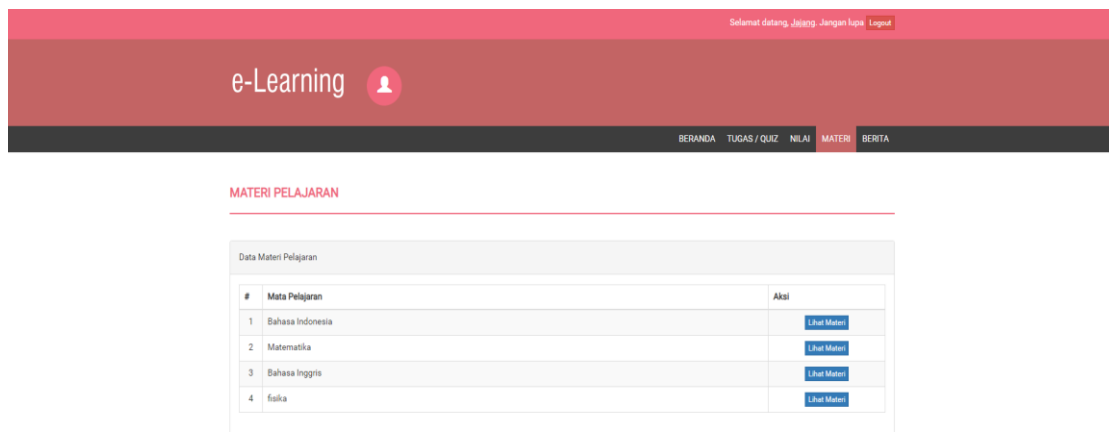 Selamat datang, Jajang. Jangan lupa Logout
e-Learning
BERANDA TUGAS / QUIZ NILAI MATERI BERITA
MATERI PELAJARAN
Data Materi Pelajaran
# Mata Pelajaran Aksi
1 Bahasa Indonesia Lihat Materi
2 Matematika Lihat Materi
3 Bahasa Inggris Lihat Materi
4 fisika Lihat Materi